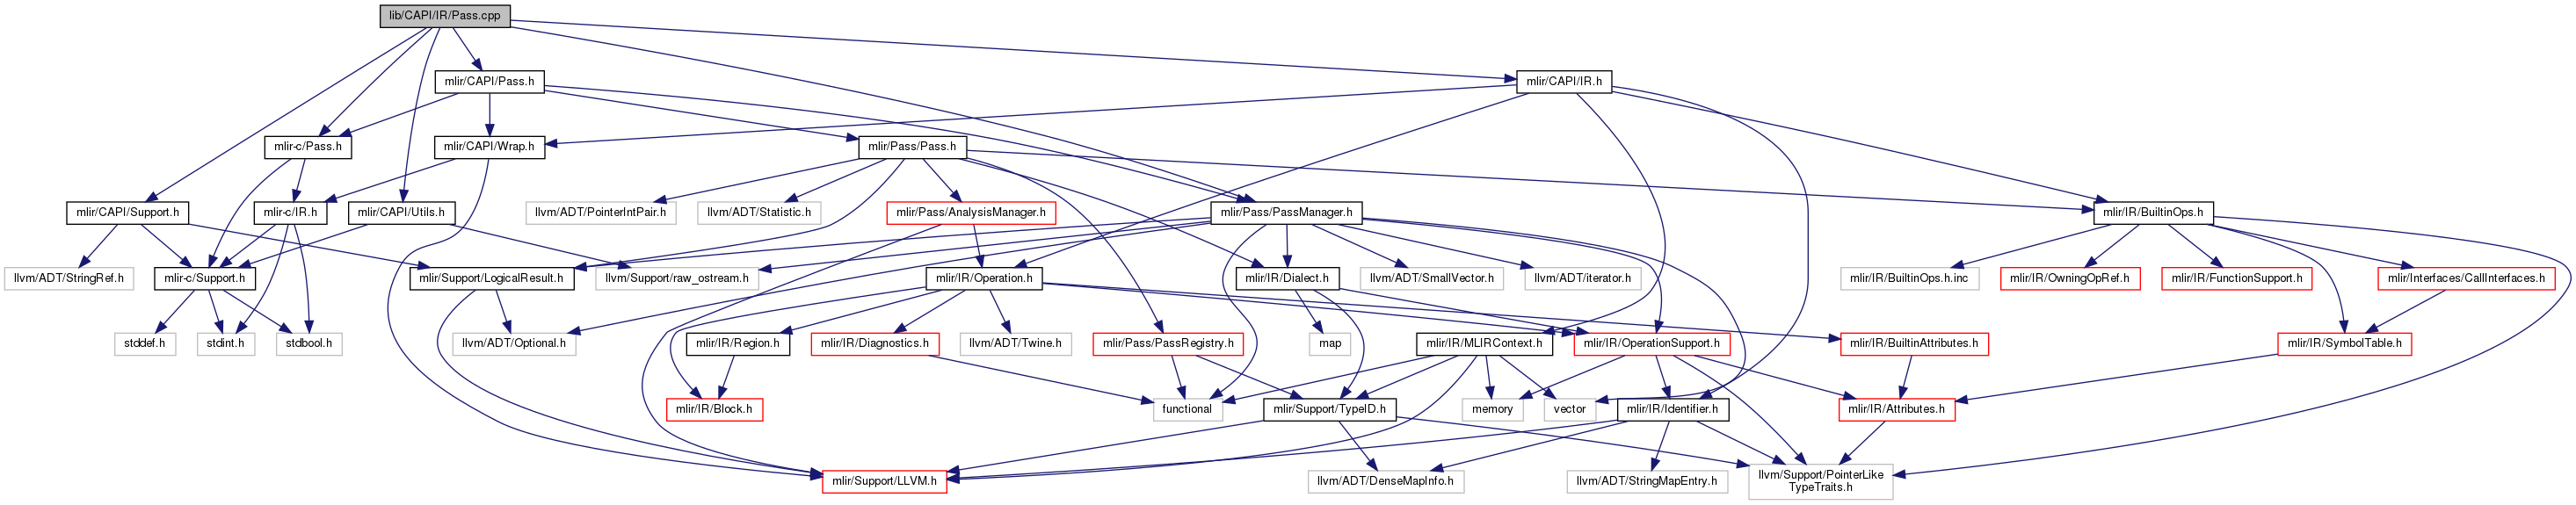 lib/CAPI/IR/Pass.cpp
mlir/CAPI/Pass.h
mlir/CAPI/IR.h
mlir-c/Pass.h
mlir/CAPI/Wrap.h
mlir/Pass/Pass.h
mlir/CAPI/Support.h
mlir-c/IR.h
mlir/CAPI/Utils.h
llvm/ADT/PointerIntPair.h
llvm/ADT/Statistic.h
mlir/Pass/AnalysisManager.h
mlir/Pass/PassManager.h
mlir/IR/BuiltinOps.h
llvm/ADT/StringRef.h
mlir-c/Support.h
mlir/Support/LogicalResult.h
llvm/Support/raw_ostream.h
mlir/IR/Operation.h
mlir/IR/Dialect.h
llvm/ADT/SmallVector.h
llvm/ADT/iterator.h
mlir/IR/BuiltinOps.h.inc
mlir/IR/OwningOpRef.h
mlir/IR/FunctionSupport.h
mlir/Interfaces/CallInterfaces.h
stddef.h
stdint.h
stdbool.h
llvm/ADT/Optional.h
mlir/IR/Region.h
mlir/IR/Diagnostics.h
llvm/ADT/Twine.h
mlir/Pass/PassRegistry.h
map
mlir/IR/MLIRContext.h
mlir/IR/OperationSupport.h
mlir/IR/BuiltinAttributes.h
mlir/IR/SymbolTable.h
mlir/IR/Block.h
functional
mlir/Support/TypeID.h
memory
vector
mlir/IR/Identifier.h
mlir/IR/Attributes.h
mlir/Support/LLVM.h
llvm/ADT/DenseMapInfo.h
llvm/ADT/StringMapEntry.h
llvm/Support/PointerLike
TypeTraits.h